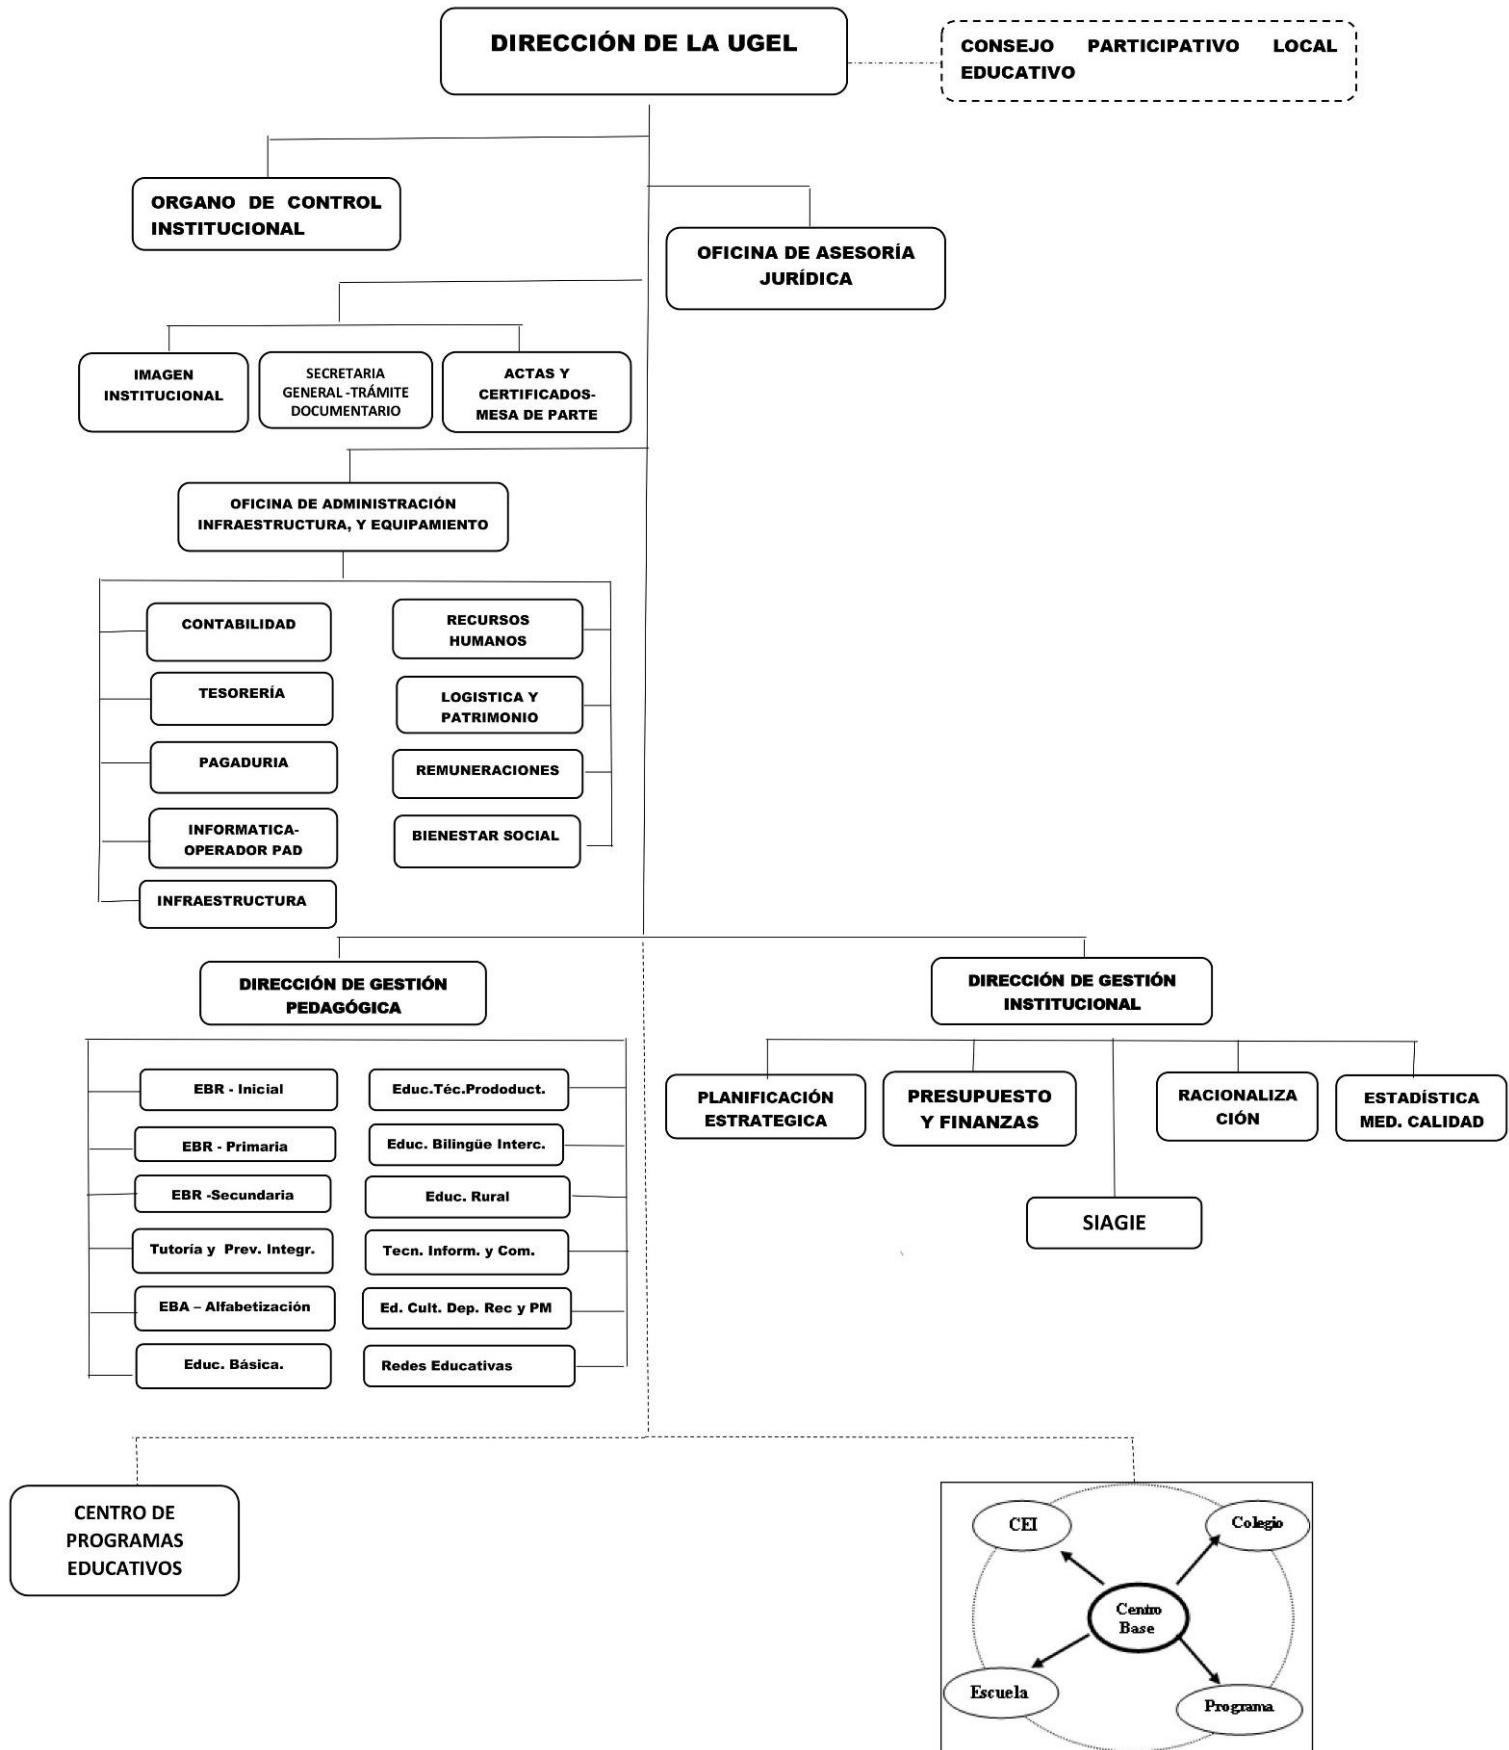 DIRECCIÓN DE LA UGEL
CONSEJO PARTICIPATIVO LOCAL
EDUCATIVO
ORGANO DE CONTROL
INSTITUCIONAL
OFICINA DE ASESORÍA
JURÍDICA
IMAGEN
INSTITUCIONAL
SECRETARIA
GENERAL -TRÁMITE
DOCUMENTARIO
ACTAS Y
CERTIFICADOS-
MESA DE PARTE
OFICINA DE ADMINISTRACIÓN
INFRAESTRUCTURA, Y EQUIPAMIENTO
CONTABILIDAD
TESORERÍA
PAGADURIA
INFORMATICA-
OPERADOR PAD
INFRAESTRUCTURA
RECURSOS
HUMANOS
LOGISTICA Y
PATRIMONIO
REMUNERACIONES
BIENESTAR SOCIAL
DIRECCIÓN DE GESTIÓN
PEDAGÓGICA
EBR - Inicial
EBR - Primaria
EBR -Secundaria
Tutoría y Prev. Integr.
EBA – Alfabetización
Educ. Básica.
Educ.Téc.Prododuct.
Educ. Bilingüe Interc.
Educ. Rural
Tecn. Inform. y Com.
Ed. Cult. Dep. Rec y PM
Redes Educativas
DIRECCIÓN DE GESTIÓN
INSTITUCIONAL
PLANIFICACIÓN
ESTRATEGICA
PRESUPUESTO
Y FINANZAS
RACIONALIZA
CIÓN
ESTADÍSTICA
MED. CALIDAD
SIAGIE
CENTRO DE
PROGRAMAS
EDUCATIVOS
CEI
Colegio
Centro
Base
Escuela
Programa